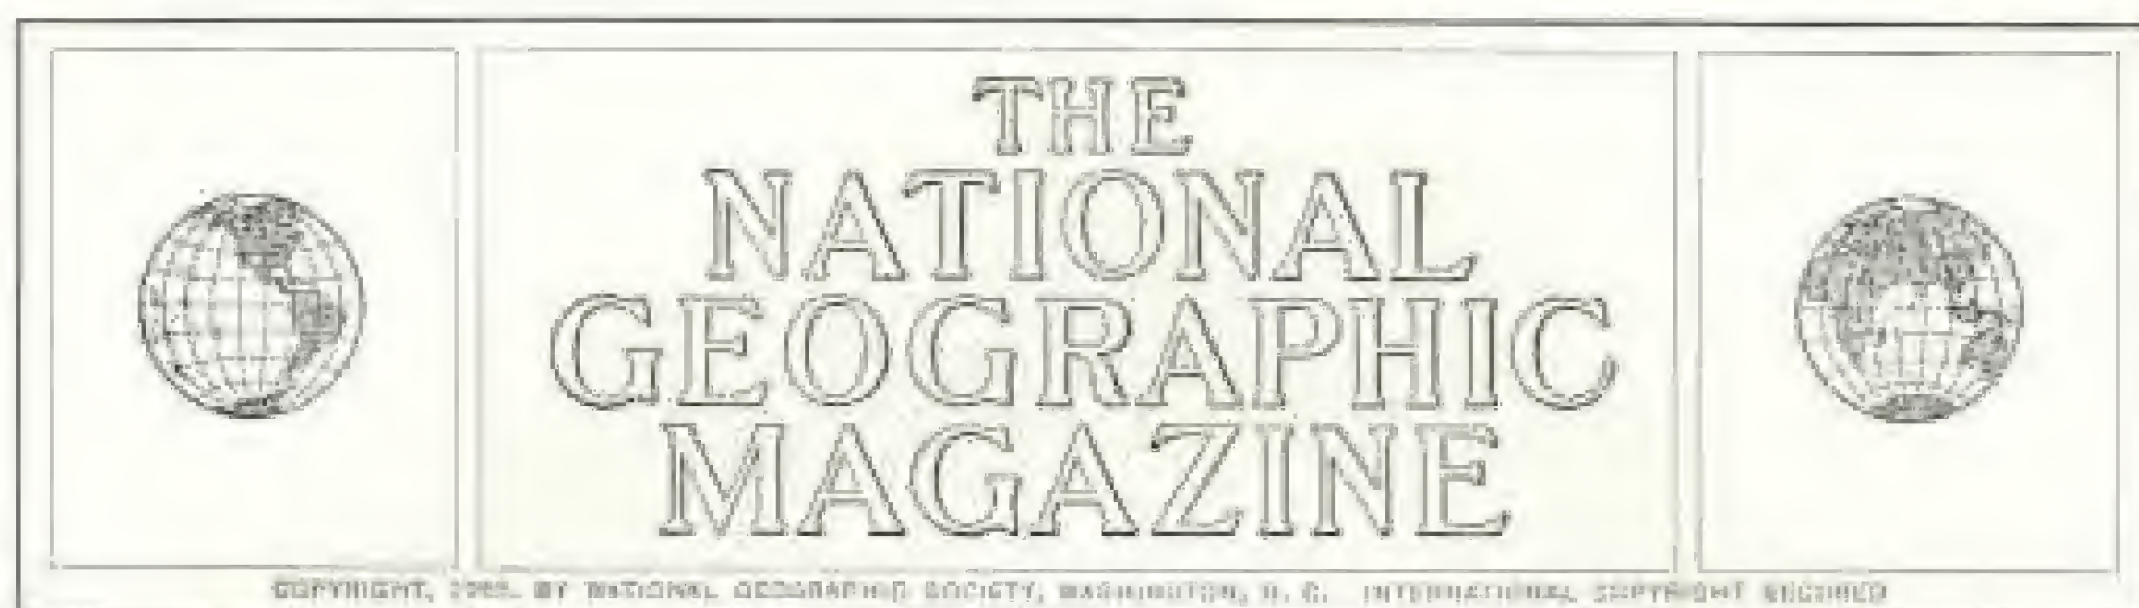 THE
NATIONAL
GEOGRAPHIC
MAGAZINE
COPYRIGHT, BY NATIONAL GEOGRAPHIC SOCIETY, WASHINGTON, D. C. INTERNATIONAL COPYRIGHT SECURED